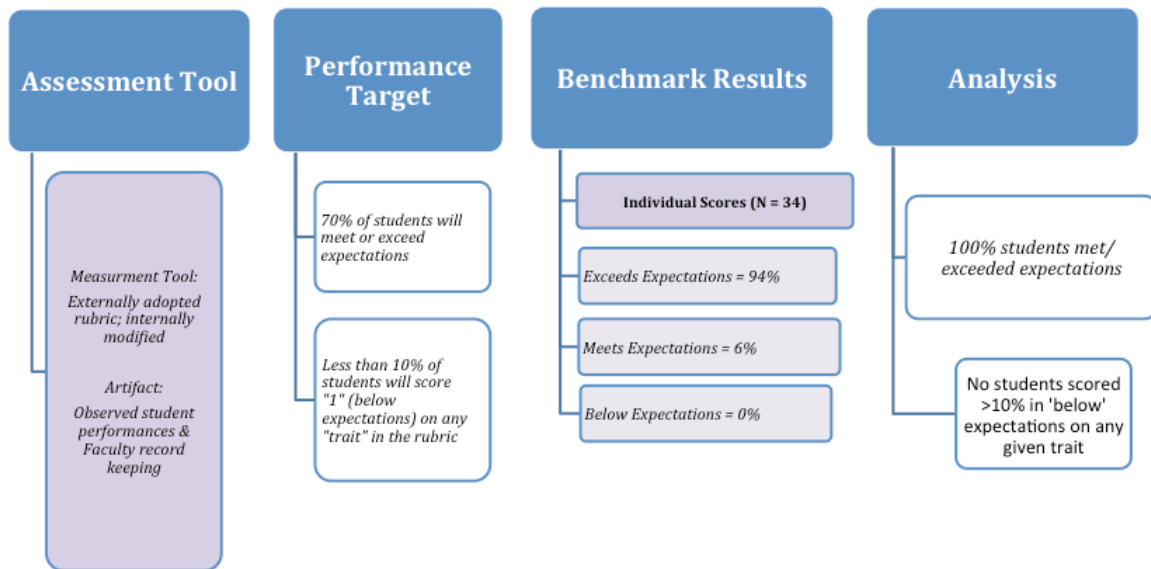 Assessment Tool
Measurment Tool:
Externally adopted
rubric; internally
modified
Artifact:
Observed student
performances &
Faculty record
keeping
Performance
Target
70% of students will
meet or exceed
expectations
Less than 10% of
students will score
"1" (below
expectations) on any
"trait" in the rubric
Benchmark Results
Individual Scores (N = 34)
Exceeds Expectations = 94%
Meets Expectations = 6%
Below Expectations = 0%
Analysis
100% students met/
exceeded expectations
No students scored
>10% in 'below'
expectations on any
given trait